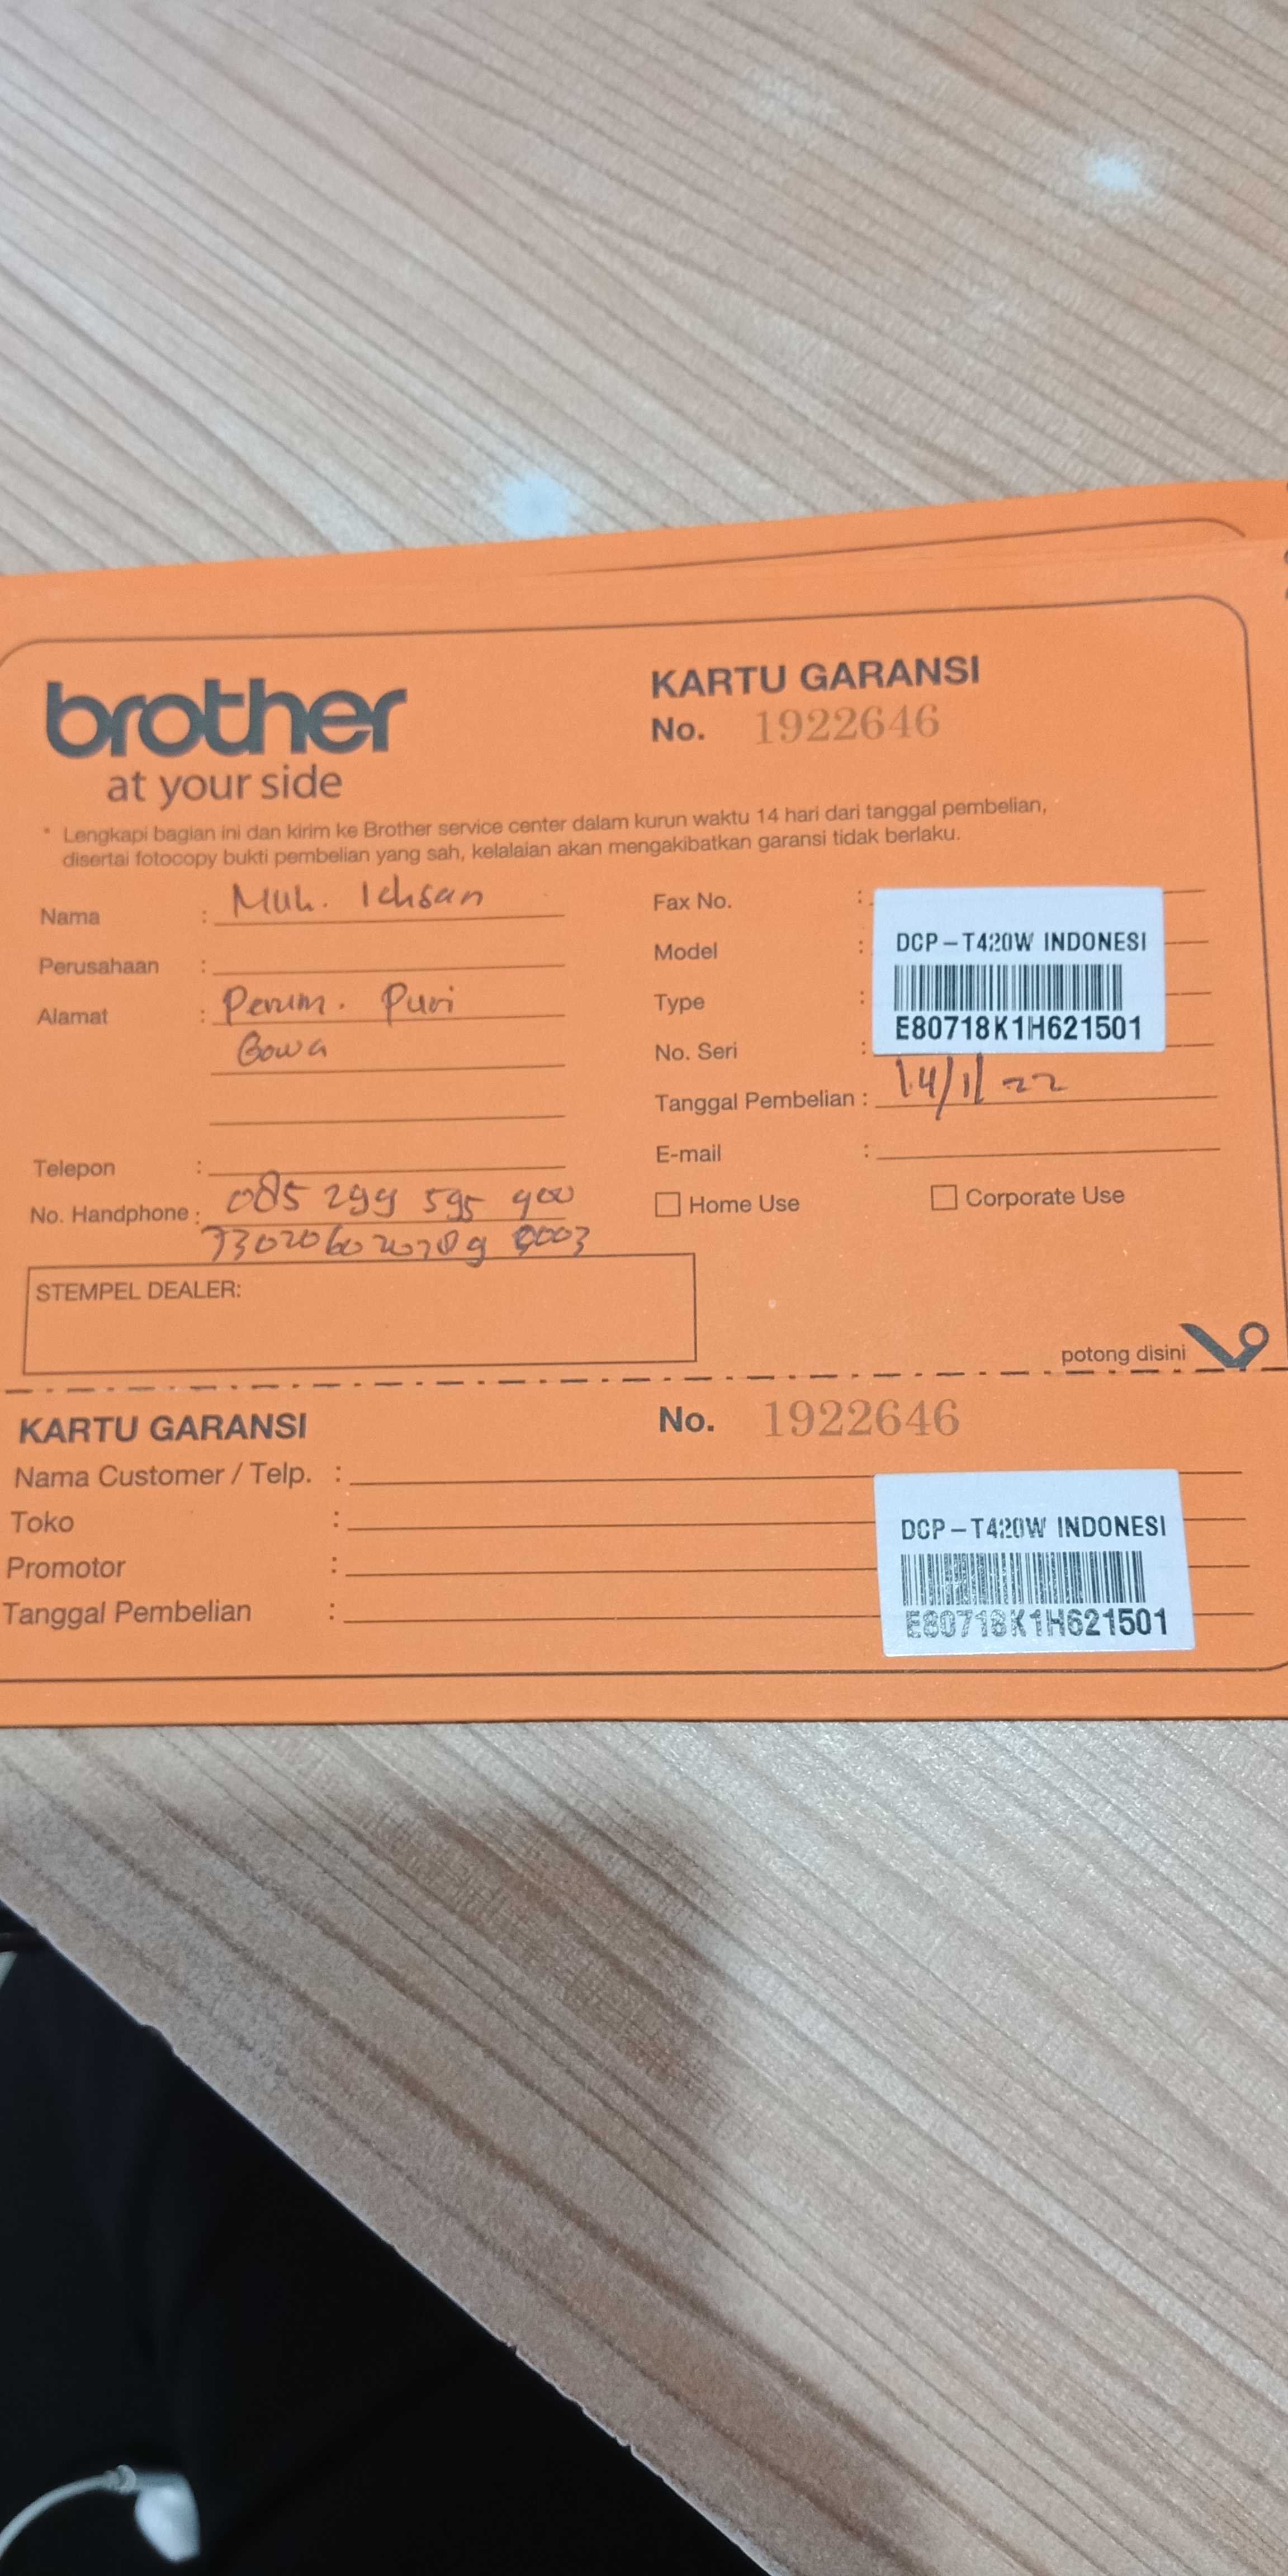 brother
at your side
KARTU GARANSI
No. 1922646
* Lengkapi bagian ini dan kirim ke Brother service center dalam kurun waktu 14 hari dari tanggal pembelian,
disertai fotocopy bukti pembelian yang sah, kelalaian akan mengakibatkan garansi tidak berlaku.
Nama : Muh. Ichsan
Perusahaan :
Alamat : Perum. Puri
Gowa
Telepon :
No. Handphone : 085 299 595 900
STEMPEL DEALER:
Fax No. :
Model :
Type :
No. Seri :
DCP-T420W INDONESI
E80718K1H621501
Tanggal Pembelian : 14/1/22
E-mail :
Home Use
Corporate Use
potong disini
KARTU GARANSI
No. 1922646
Nama Customer / Telp. :
Toko :
Promotor :
Tanggal Pembelian :
DCP-T420W INDONESI
E80718K1H621501